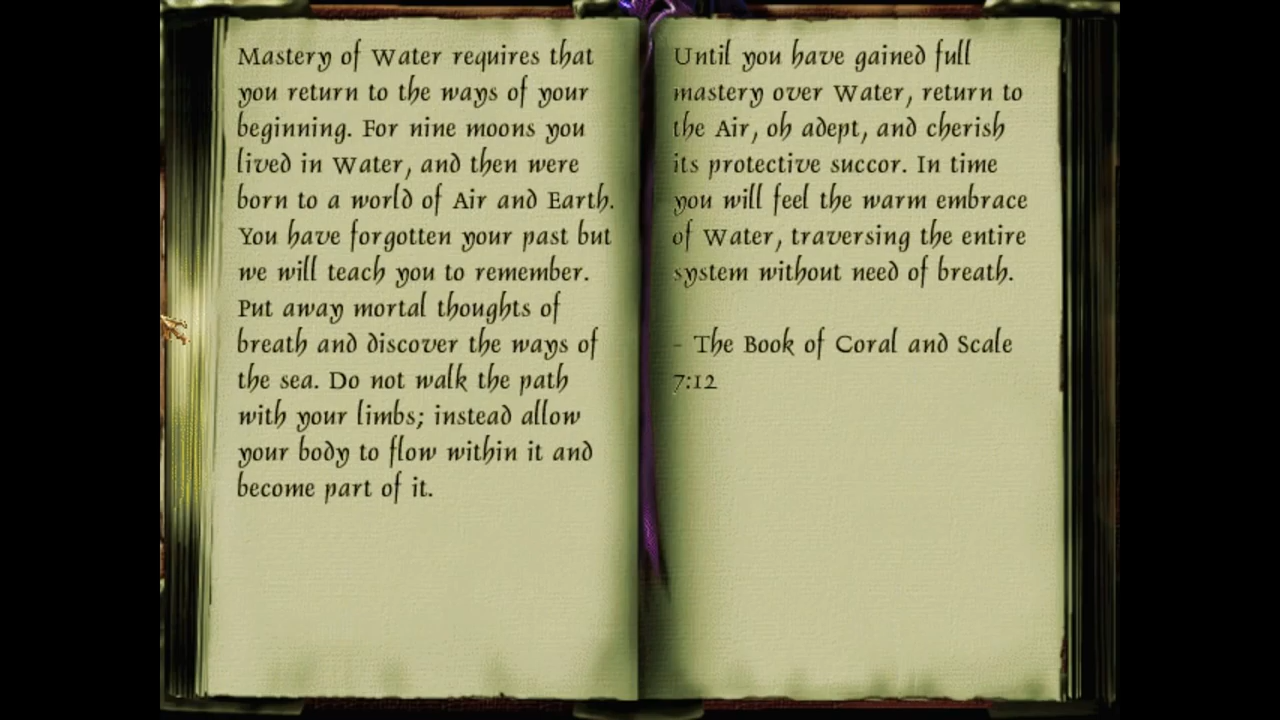 Mastery of Water requires that
you return to the ways of your
beginning. For nine moons you
lived in Water, and then were
born to a world of Air and Earth.
You have forgotten your past but
we will teach you to remember.
Put away mortal thoughts of
breath and discover the ways of
the sea. Do not walk the path
with your limbs; instead allow
your body to flow within it and
become part of it.
Until you have gained full
mastery over Water, return to
the Air, oh adept, and cherish
its protective succor. In time
you will feel the warm embrace
of Water, traversing the entire
system without need of breath.
- The Book of Coral and Scale
7:12